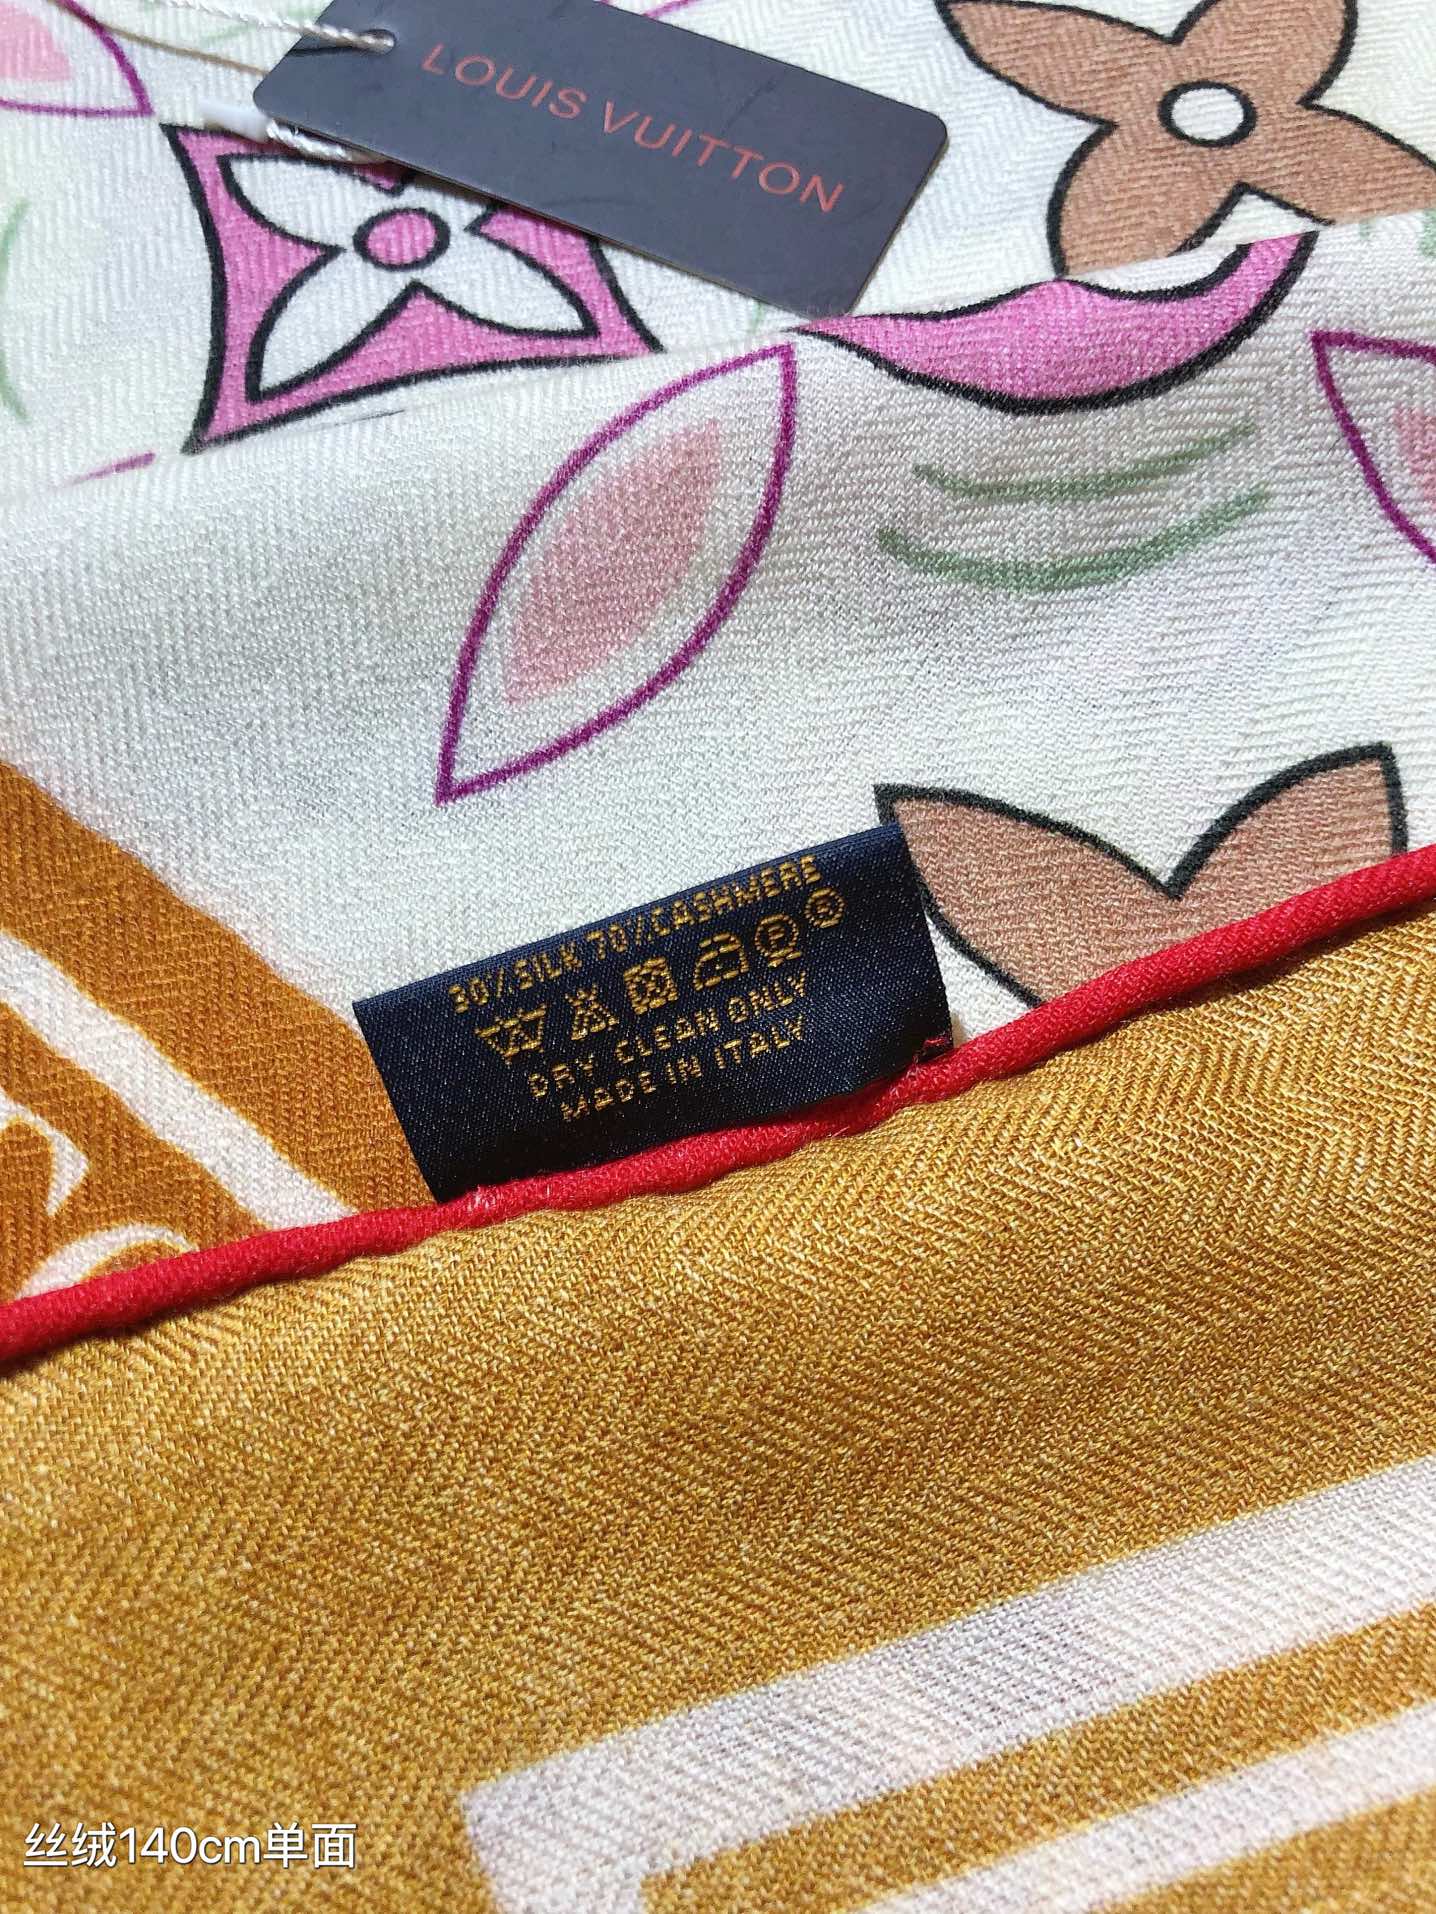 LOUIS VUITTON
30%SILK 70%CASHMERE
DRY CLEAN ONLY
MADE IN ITALY
丝绒140cm单面